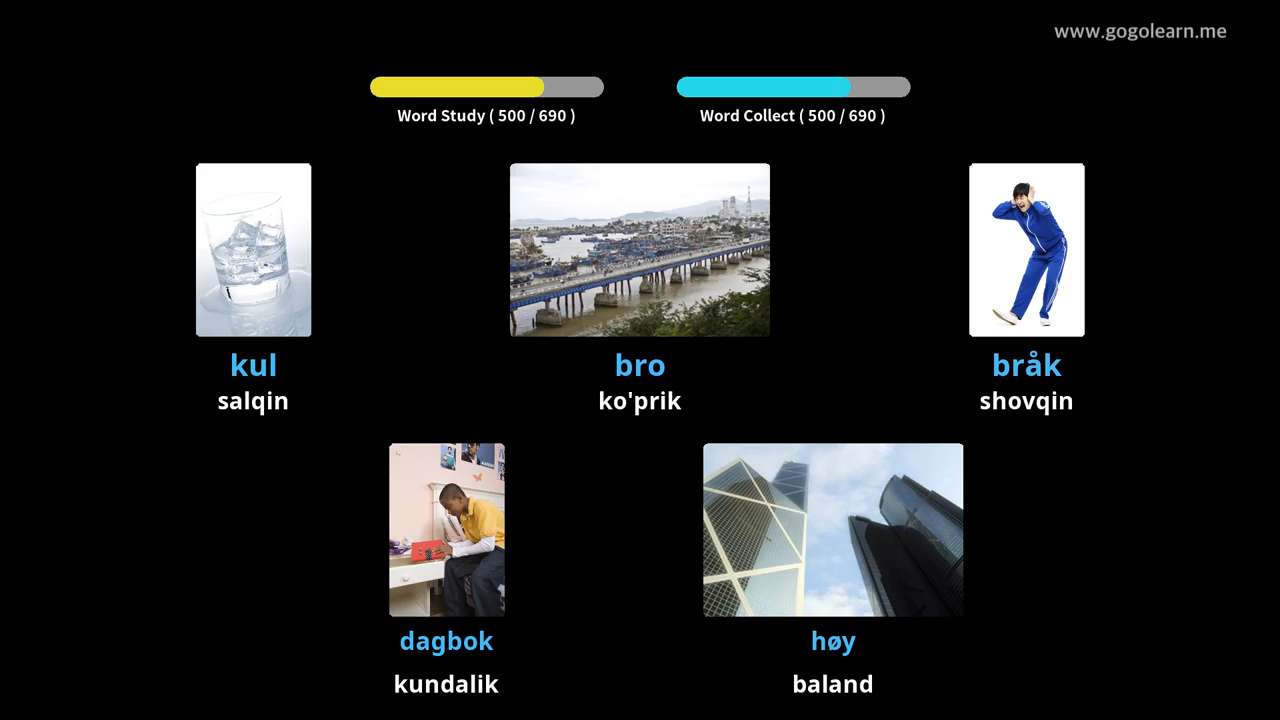 www.gogolearn.me
Word Study ( 500 / 690 )
Word Collect ( 500 / 690 )
kul
salqin
bro
ko'prik
bråk
shovqin
dagbok
kundalik
høy
baland